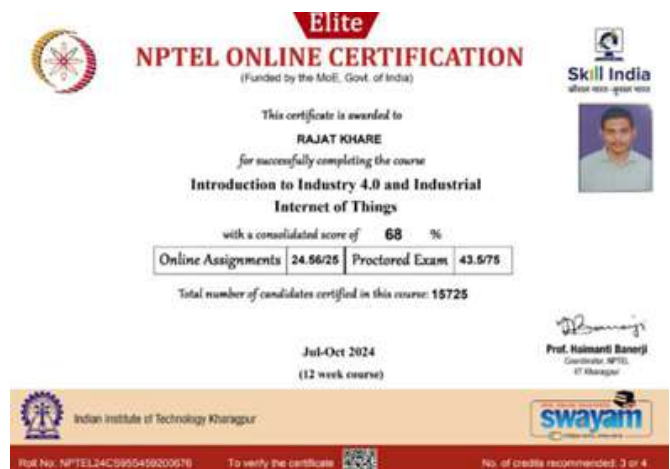 Elite
NPTEL ONLINE CERTIFICATION
(Funded by the MoE, Govt. of India)
Skill India
कौशल भारत-कुशल भारत
This certificate is awarded to
RAJAT KHARE
for successfully completing the course
Introduction to Industry 4.0 and Industrial
Internet of Things
with a consolidated score of 68 %
Online Assignments 24.56/25 Proctored Exam 43.5/75
Total number of candidates certified in this course: 15725
Jul-Oct 2024
(12 week course)
Prof. Haimanti Banerji
Coordinator, NPTEL
IIT Kharagpur
Indian Institute of Technology Kharagpur
swayam
Roll No: NPTEL24CS95S459200676 To verify the certificate No. of credits recommended: 3 or 4